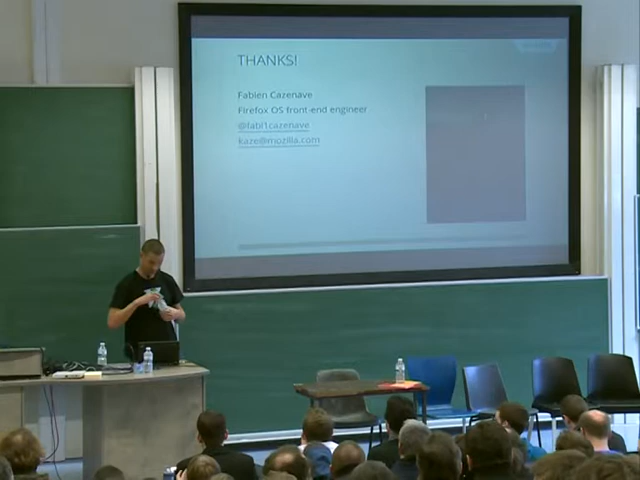 THANKS!
Fabien Cazenave
Firefox OS front-end engineer
@fabi1cazenave
kaze@mozilla.com